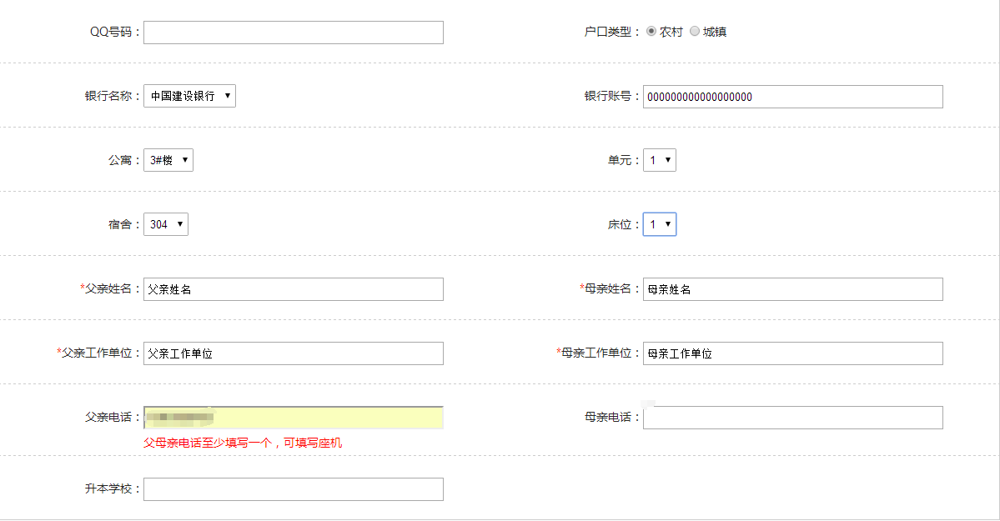 QQ号码： 户口类型： 农村 城镇
银行名称： 中国建设银行 银行账号： 000000000000000000
公寓： 3#楼 单元： 1
宿舍： 304 床位： 1
*父亲姓名： 父亲姓名 *母亲姓名： 母亲姓名
*父亲工作单位： 父亲工作单位 *母亲工作单位： 母亲工作单位
父亲电话： 母亲电话：
父母亲电话至少填写一个，可填写座机
升本学校：